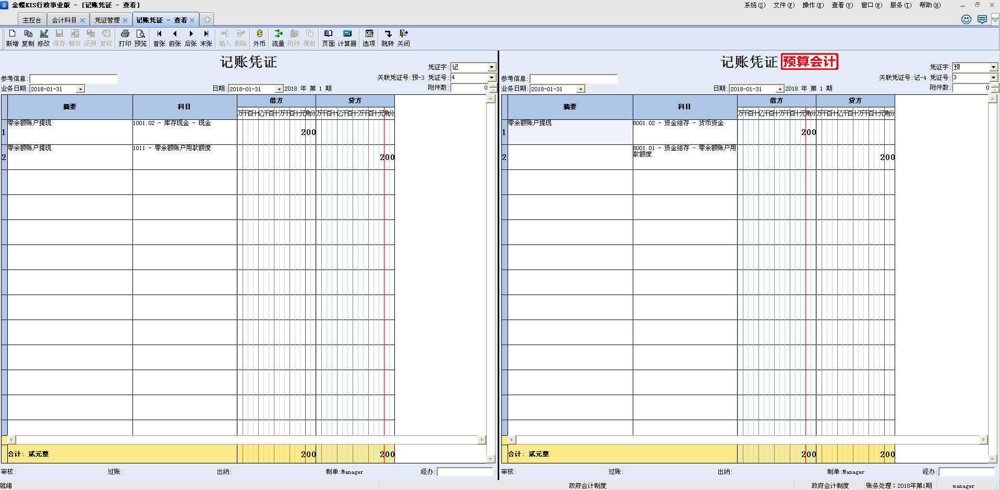 金蝶KIS行政事业版 - [记账凭证 - 查看]
系统(S) 文件(F) 操作(E) 查看(V) 窗口(W) 服务(T) 帮助(H)
主控台 会计科目 凭证管理 记账凭证 - 查看
新增 复制 修改 保存 暂存 还原 复核 打印 预览 首张 前张 后张 末张 插入 删除 外币 流量 附件 模板 页面 计算器 选项 跳转 关闭
记账凭证
凭证字: 记
参考信息:
关联凭证号:预-3 凭证号: 4
业务日期: 2018-01-31
日期: 2018-01-31 2018 年 第 1 期
附件数: 0
摘要 科目 借方 贷方
万千百十亿千百十万千百十元角分 万千百十亿千百十万千百十元角分
1 零余额账户提现 1001.02 - 库存现金 - 现金 200
2 零余额账户提现 1011 - 零余额账户用款额度 200
合计: 贰元整 200 200
审核: 过账: 出纳: 制单:Manager 经办:
记账凭证 预算会计
凭证字: 预
参考信息:
关联凭证号:记-4 凭证号: 3
业务日期: 2018-01-31
日期: 2018-01-31 2018 年 第 1 期
附件数: 0
摘要 科目 借方 贷方
万千百十亿千百十万千百十元角分 万千百十亿千百十万千百十元角分
1 零余额账户提现 8001.02 - 资金结存 - 货币资金 200
2 8001.01 - 资金结存 - 零余额账户用
款额度 200
合计: 贰元整 200 200
审核: 过账: 出纳: 制单:Manager 经办:
就绪 政府会计制度 政府会计制度 账务处理：2018年第1期 manager